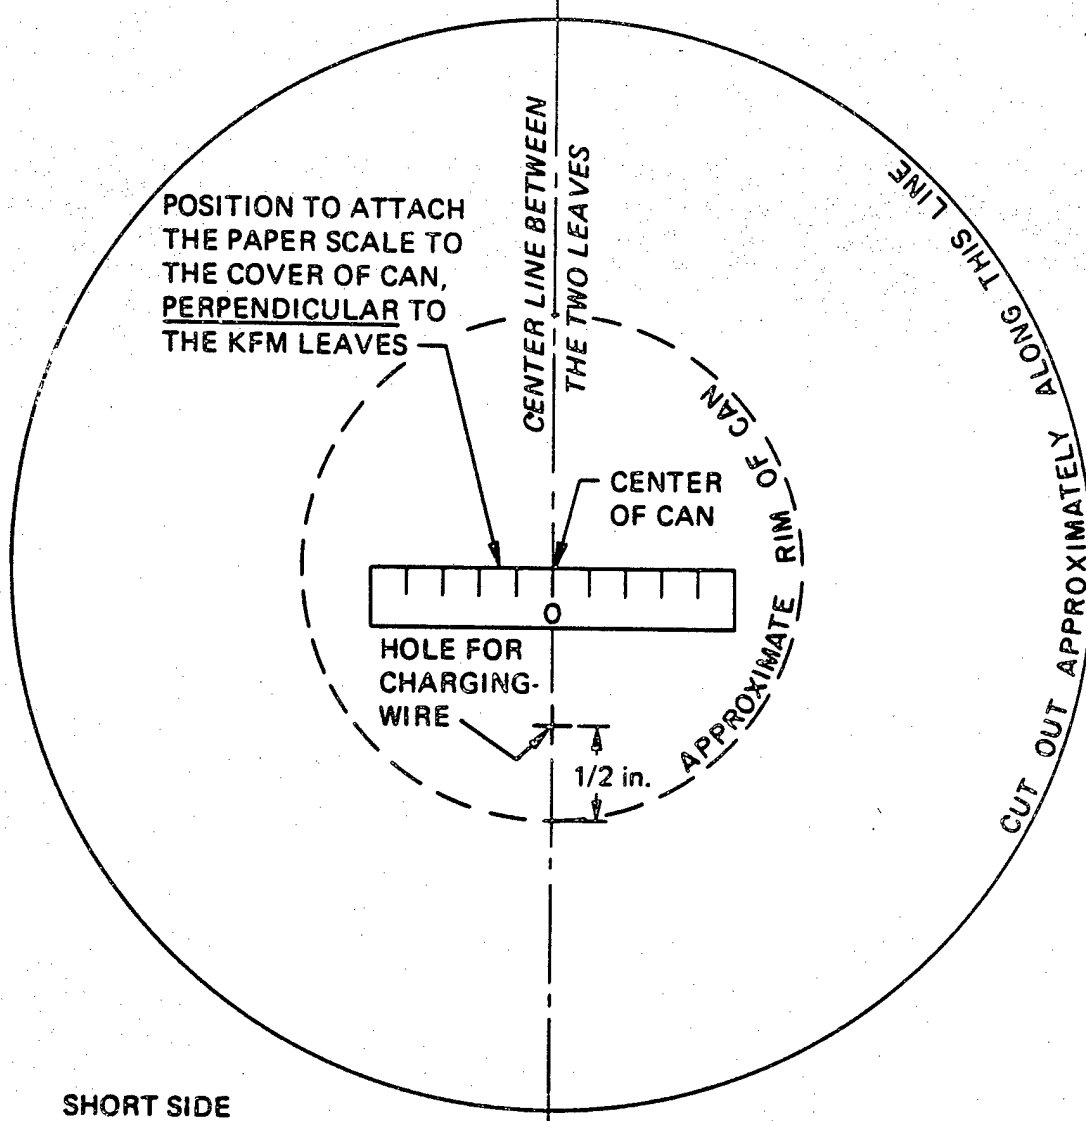 CENTER LINE BETWEEN
THE TWO LEAVES
POSITION TO ATTACH
THE PAPER SCALE TO
THE COVER OF CAN,
PERPENDICULAR TO
THE KFM LEAVES
CUT OUT APPROXIMATELY ALONG THIS LINE
APPROXIMATE RIM OF CAN
CENTER
OF CAN
0
HOLE FOR
CHARGING-
WIRE
1/2 in.
SHORT SIDE